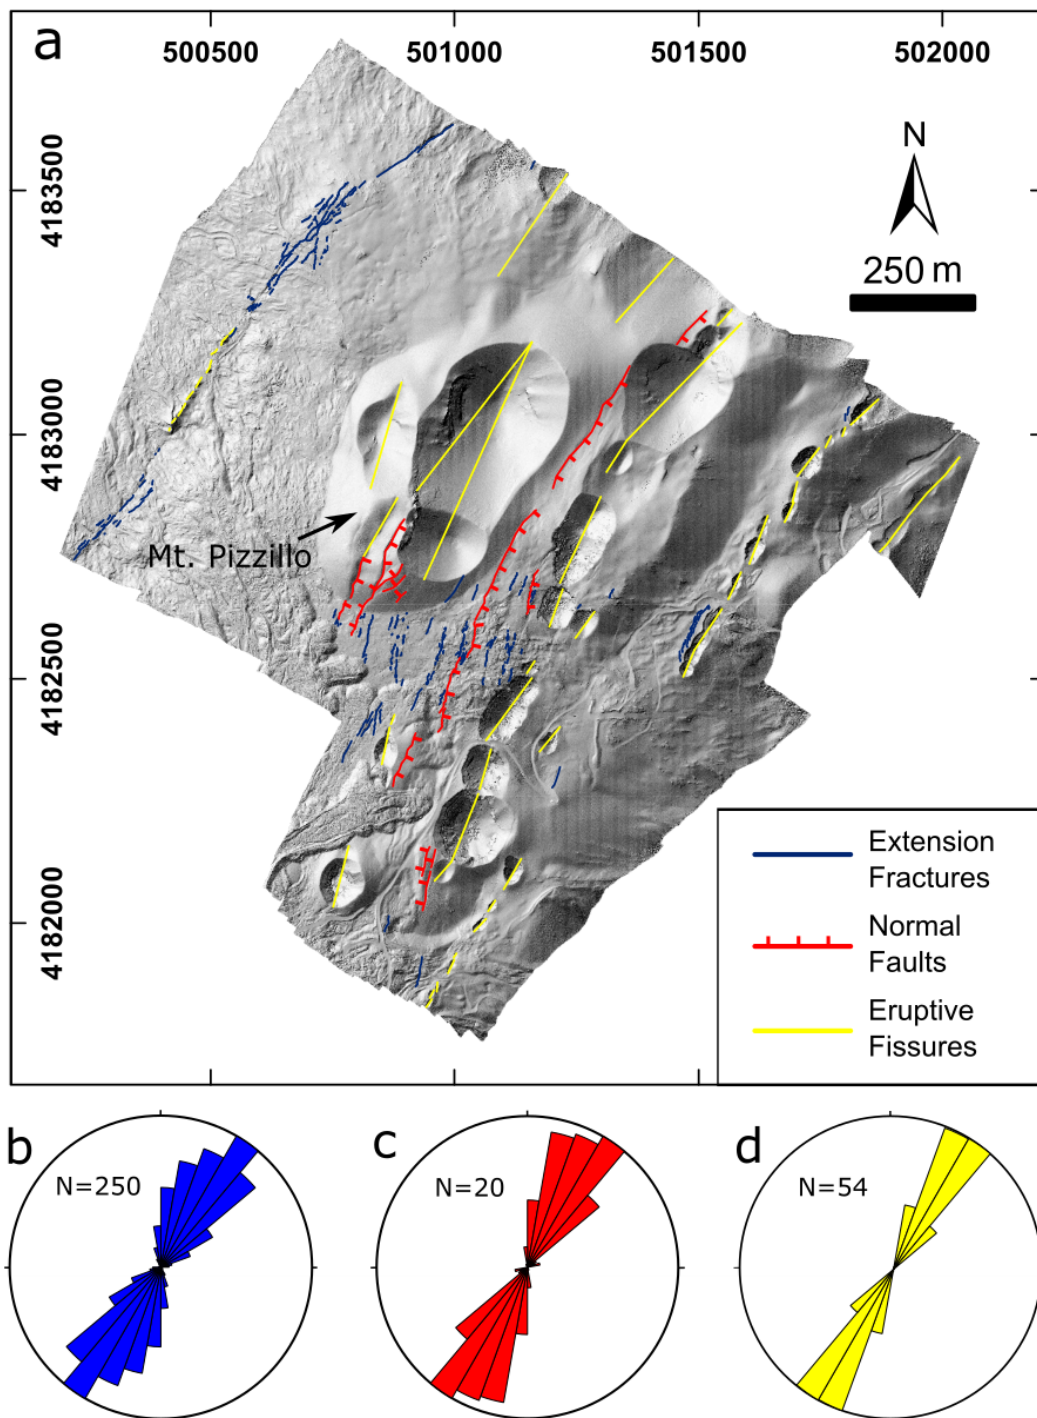 a
500500
501000
501500
502000
4183500
4183000
4182500
4182000
N
250 m
Mt. Pizzillo
Extension
Fractures
Normal
Faults
Eruptive
Fissures
b
N=250
c
N=20
d
N=54